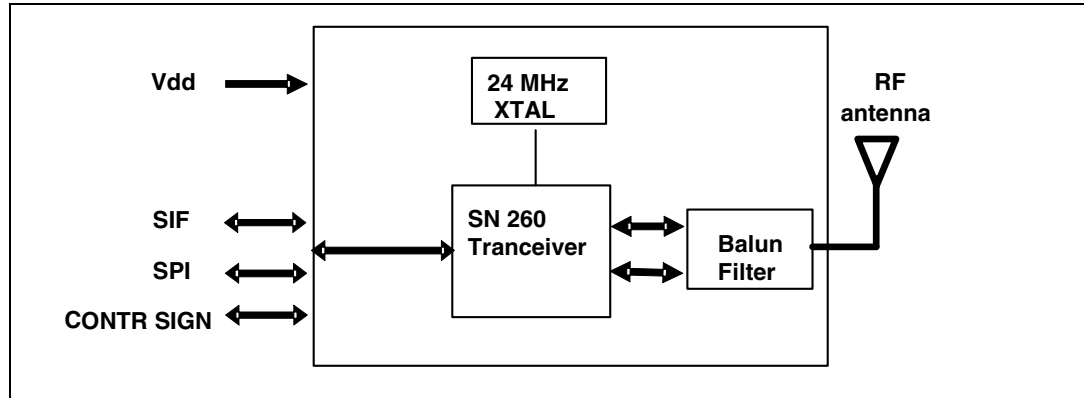 Vdd
24 MHz
XTAL
RF
antenna
SIF
SPI
CONTR SIGN
SN 260
Tranceiver
Balun
Filter